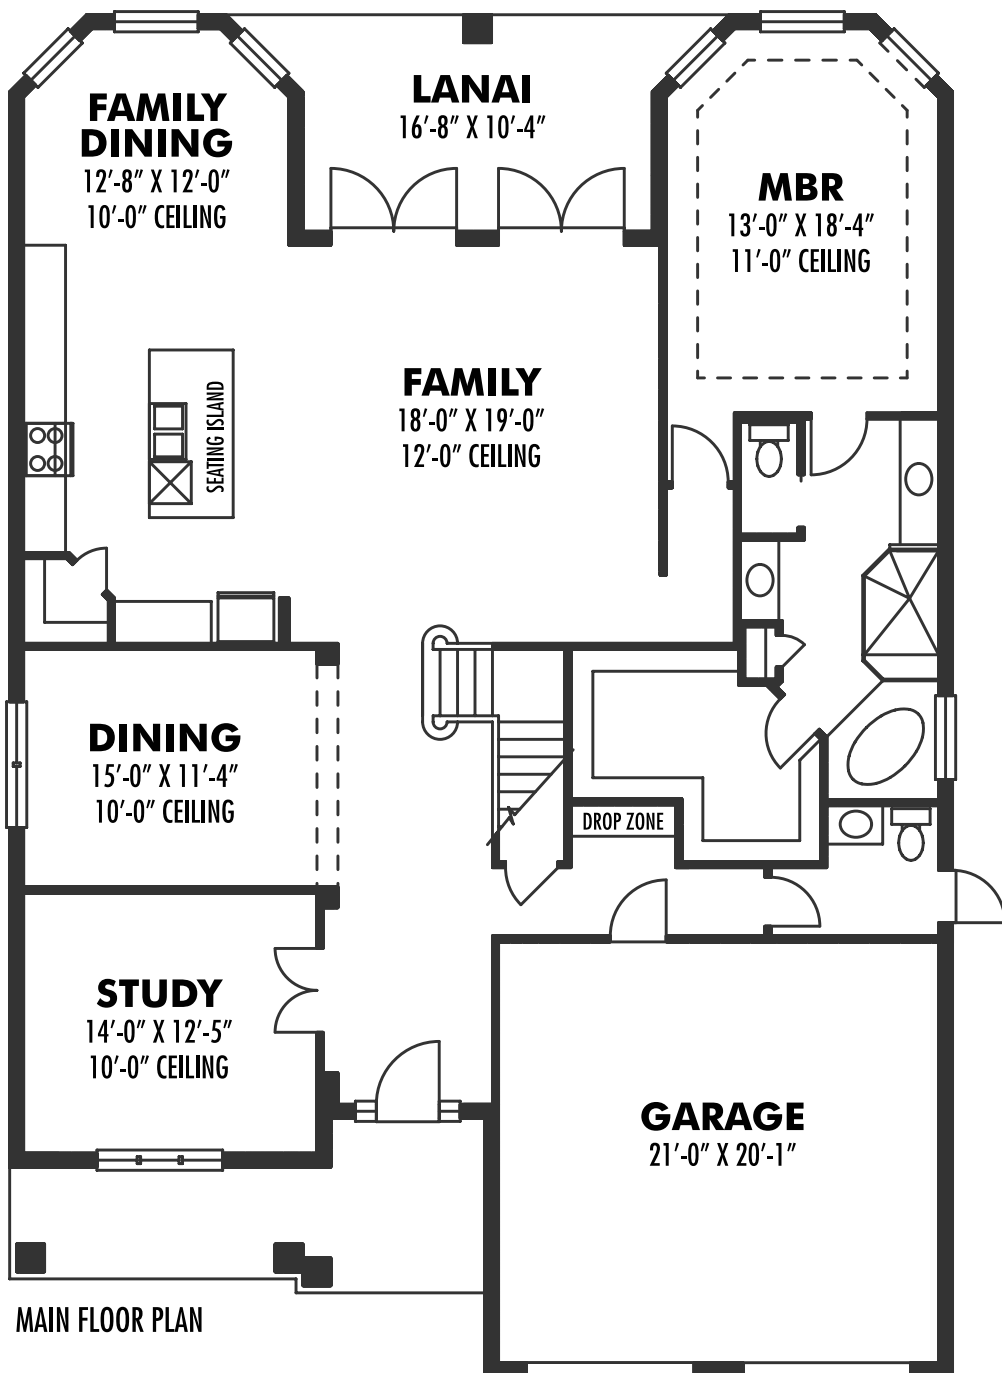 LANAI
16'-8" X 10'-4"
FAMILY
DINING
12'-8" X 12'-0"
10'-0" CEILING
MBR
13'-0" X 18'-4"
11'-0" CEILING
FAMILY
18'-0" X 19'-0"
12'-0" CEILING
SEATING ISLAND
DINING
15'-0" X 11'-4"
10'-0" CEILING
DROP ZONE
STUDY
14'-0" X 12'-5"
10'-0" CEILING
GARAGE
21'-0" X 20'-1"
MAIN FLOOR PLAN